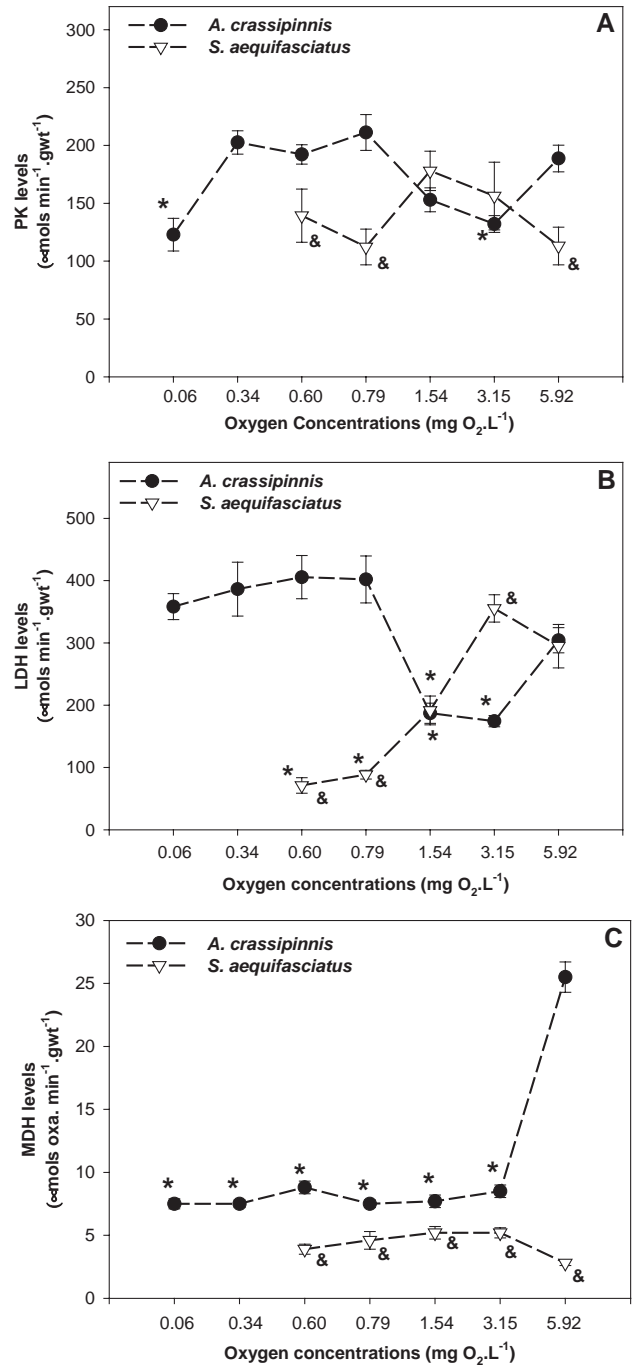 A
A. crassipinnis
S. aequifasciatus
PK levels
(∝mols min⁻¹.gwt⁻¹)
300
250
200
150
100
50
0
*
*
&
&
&
0.06 0.34 0.60 0.79 1.54 3.15 5.92
Oxygen Concentrations (mg O₂.L⁻¹)
B
A. crassipinnis
S. aequifasciatus
LDH levels
(∝mols min⁻¹.gwt⁻¹)
500
400
300
200
100
0
&
*
*
*
* &
* &
0.06 0.34 0.60 0.79 1.54 3.15 5.92
Oxygen concentrations (mg O₂.L⁻¹)
C
A. crassipinnis
S. aequifasciatus
MDH levels
(∝mols oxa. min⁻¹.gwt⁻¹)
30
25
20
15
10
5
0
* * * * * *
& & & & &
0.06 0.34 0.60 0.79 1.54 3.15 5.92
Oxygen concentrations (mg O₂.L⁻¹)